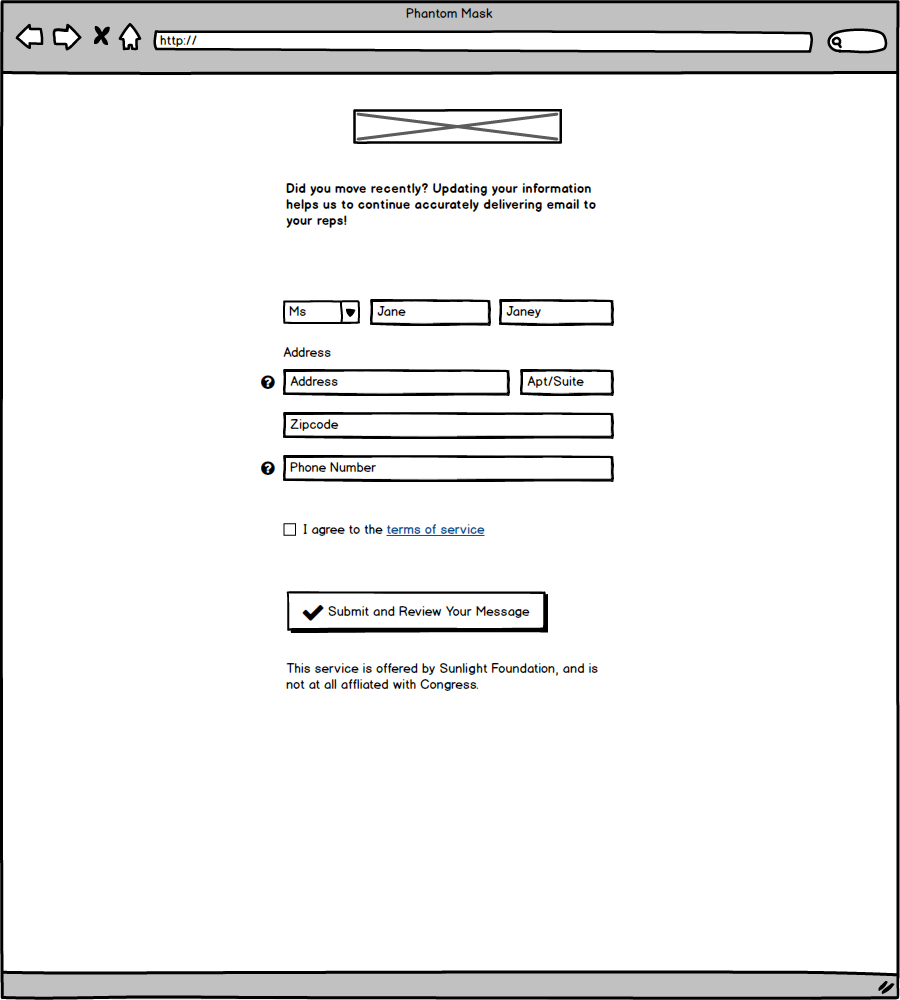 Phantom Mask
http://
Did you move recently? Updating your information
helps us to continue accurately delivering email to
your reps!
Ms Jane Janey
Address
Address Apt/Suite
Zipcode
Phone Number
I agree to the terms of service
Submit and Review Your Message
This service is offered by Sunlight Foundation, and is
not at all affliated with Congress.